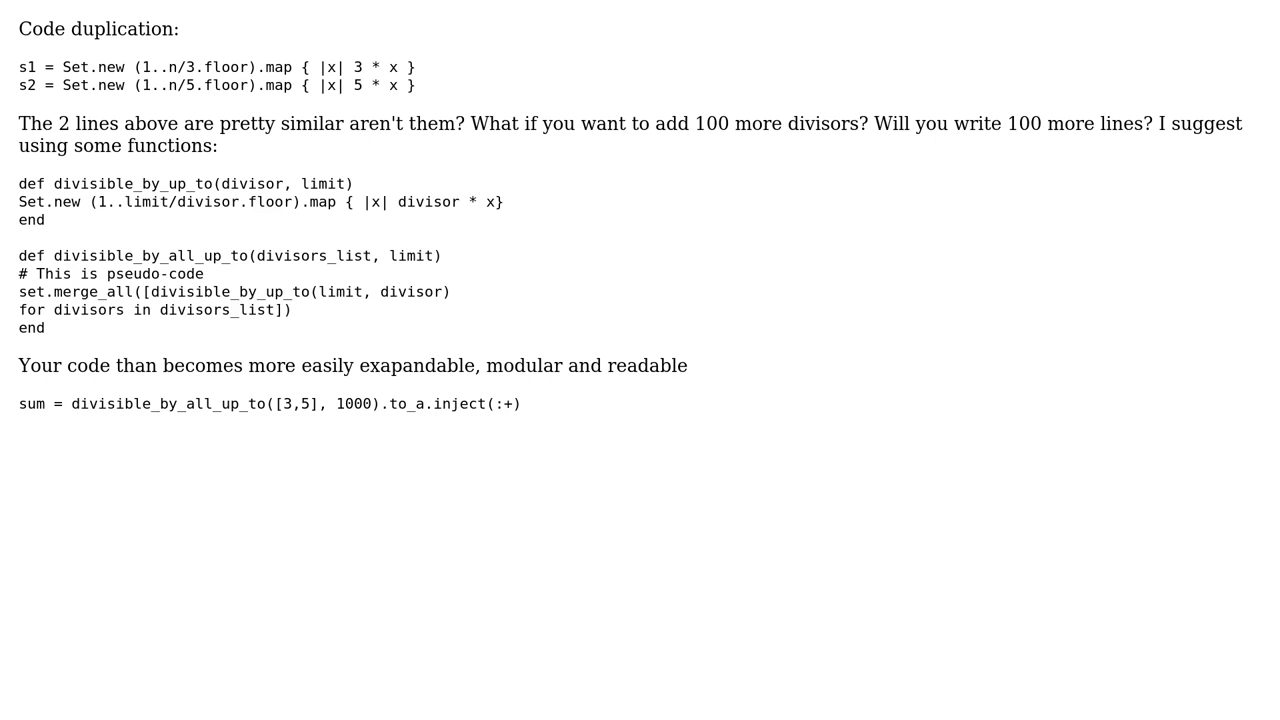 Code duplication:
s1 = Set.new (1..n/3.floor).map { |x| 3 * x }
s2 = Set.new (1..n/5.floor).map { |x| 5 * x }
The 2 lines above are pretty similar aren't them? What if you want to add 100 more divisors? Will you write 100 more lines? I suggest
using some functions:
def divisible_by_up_to(divisor, limit)
Set.new (1..limit/divisor.floor).map { |x| divisor * x}
end
def divisible_by_all_up_to(divisors_list, limit)
# This is pseudo-code
set.merge_all([divisible_by_up_to(limit, divisor)
for divisors in divisors_list])
end
Your code than becomes more easily exapandable, modular and readable
sum = divisible_by_all_up_to([3,5], 1000).to_a.inject(:+)